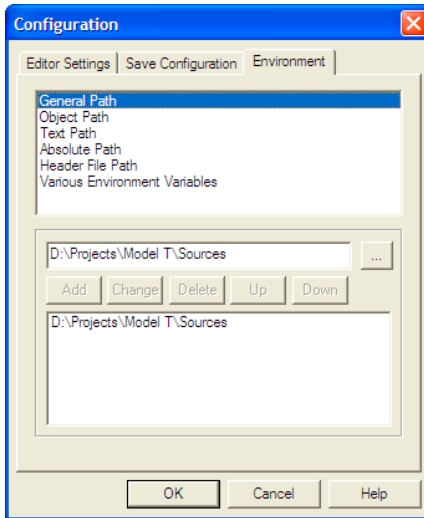 Configuration
Editor Settings Save Configuration Environment
General Path
Object Path
Text Path
Absolute Path
Header File Path
Various Environment Variables
D:\Projects\Model T\Sources ...
Add Change Delete Up Down
D:\Projects\Model T\Sources
OK Cancel Help